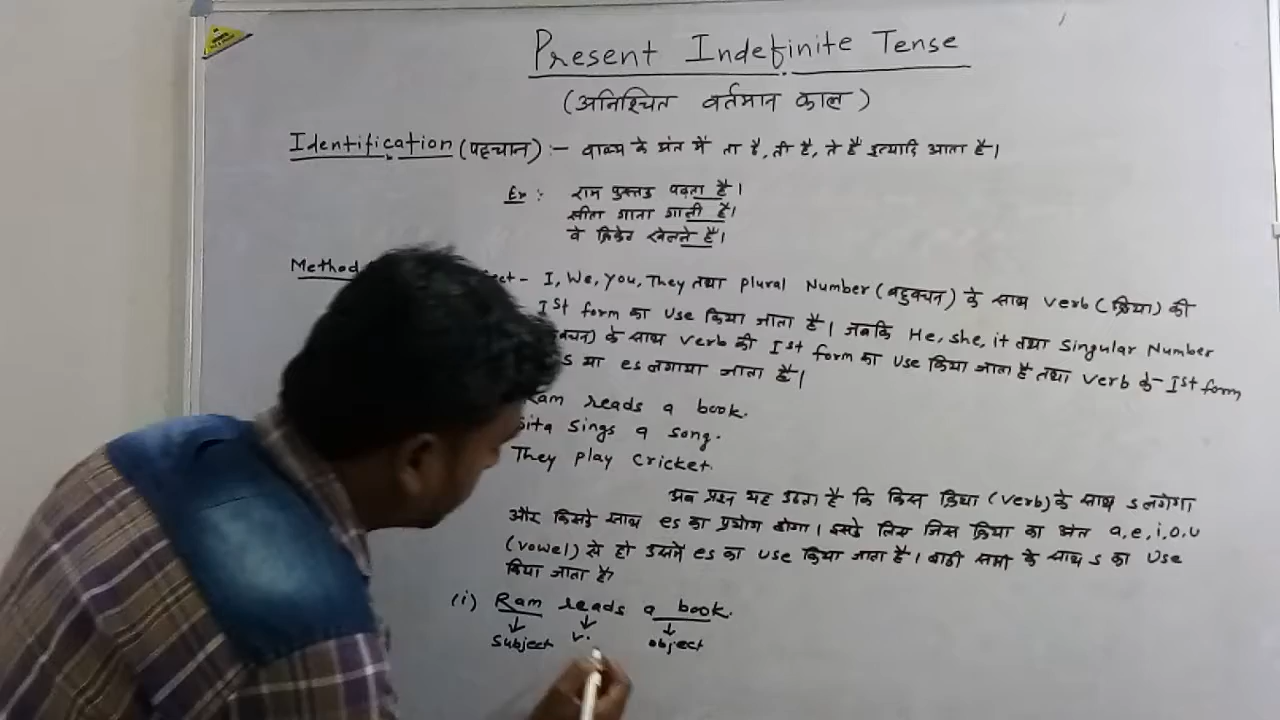 Present Indefinite Tense
(अनिश्चित वर्तमान काल)
Identification (पहचान) :- वाक्य के अंत में ता है, ती है, ते है इत्यादि आता है।
Ex : राम पुस्तक पढ़ता है।
सीता गाना गाती है।
वे क्रिकेट खेलते है।
Method I, We, You, They तथा Plural Number (बहुवचन) के साथ Verb (क्रिया) की
Ist form का use किया जाता है। जबकि He, She, it तथा Singular Number
के साथ Verb की Ist form का use किया जाता है तथा Verb के Ist form
s या es लगाया जाता है।
Ram reads a book.
Sita Sings a Song.
They play Cricket.
अब प्रश्न यह उठता है कि किस क्रिया (Verb) के साथ s लगेगा
और किसके साथ es का प्रयोग होगा। इसके लिए जिस क्रिया का अंत a, e, i, o, u
(Vowel) से हो उसमें es का use किया जाता है। बाकी सभी के साथ s का Use
किया जाता है।
(i) Ram reads a book.
Subject V. object